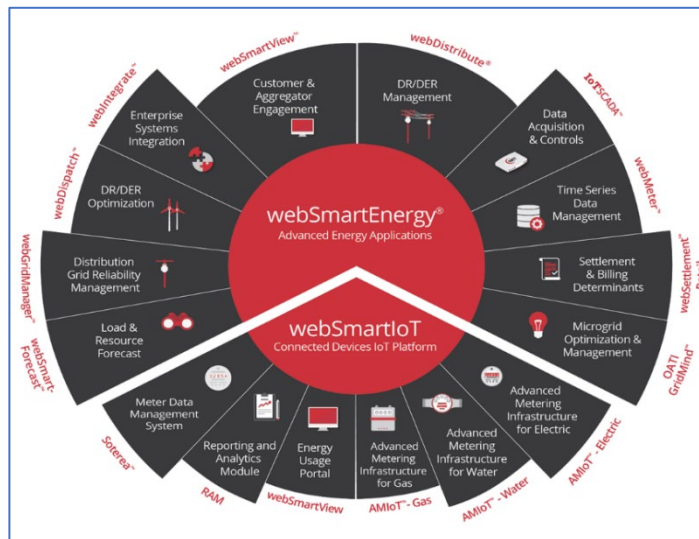 webSmartView™
Customer &
Aggregator
Engagement
webDistribute®
DR/DER
Management
IoTSCADA™
Data
Acquisition
& Controls
webMeter™
Time Series
Data
Management
webSettlement™
Settlement
& Billing
Determinants
OATI
GridMind™
Microgrid
Optimization &
Management
webIntegrate™
Enterprise
Systems
Integration
webDispatch™
DR/DER
Optimization
webGridManager™
Distribution
Grid Reliability
Management
webSmart-
Forecast™
Load &
Resource
Forecast
webSmartEnergy®
Advanced Energy Applications
webSmartIoT
Connected Devices IoT Platform
Meter Data
Management
System
Soterea™
Reporting and
Analytics
Module
RAM
Energy
Usage
Portal
webSmartView
Advanced
Metering
Infrastructure
for Gas
AMIoT™ - Gas
Advanced
Metering
Infrastructure
for Water
AMIoT™ - Water
Advanced
Metering
Infrastructure
for Electric
AMIoT™ - Electric